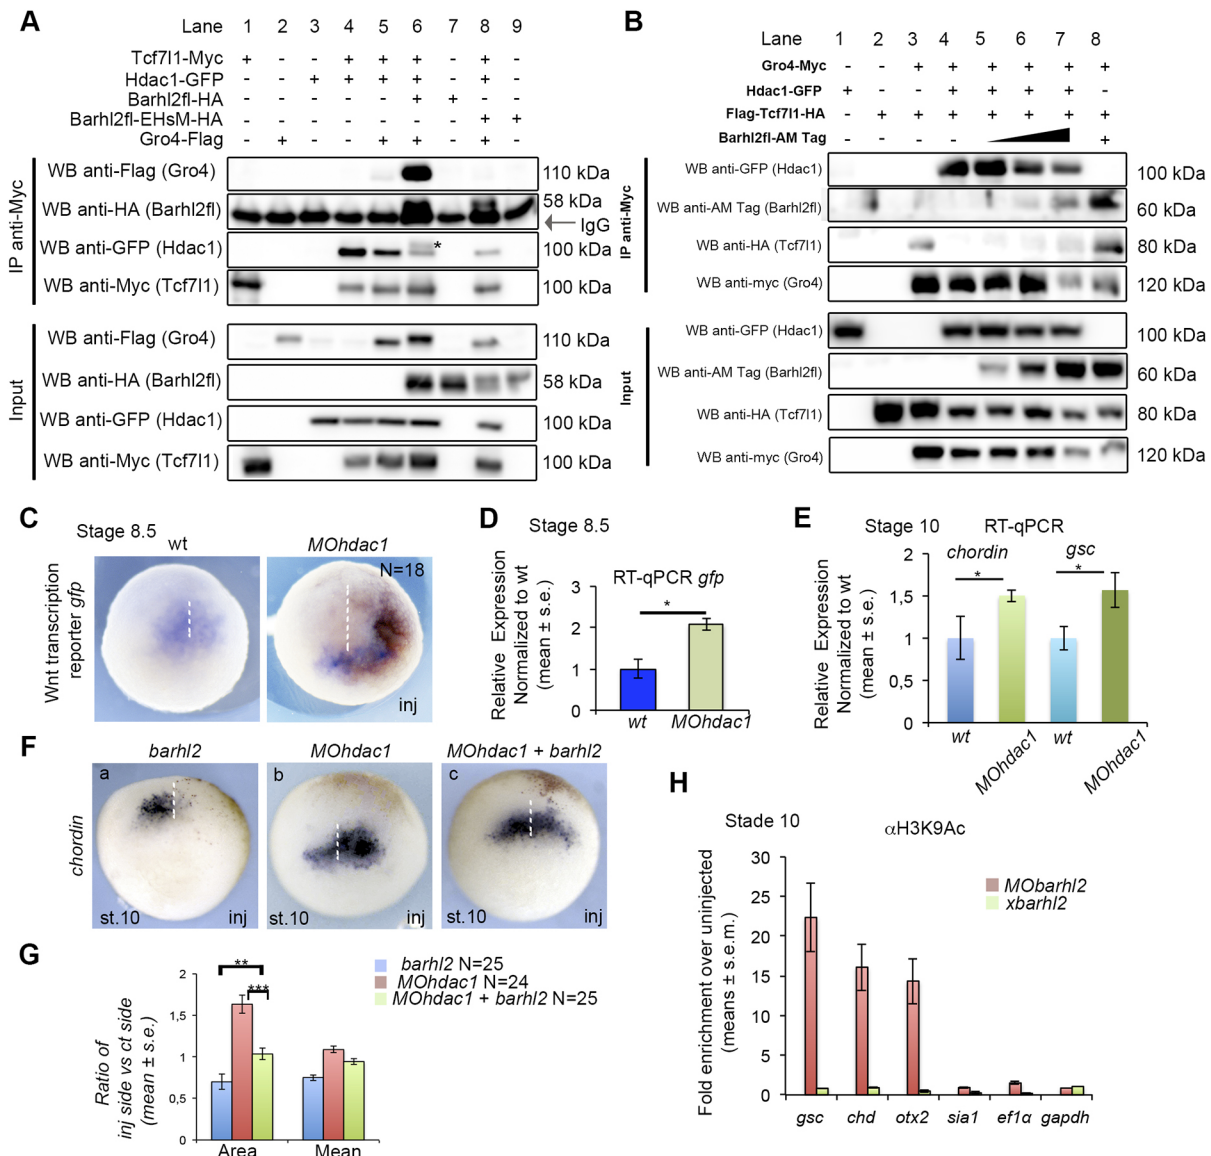 A
Lane 1 2 3 4 5 6 7 8 9
Tcf7l1-Myc + - - + + + - + -
Hdac1-GFP - - + + + + - + -
Barhl2fl-HA - - - - - + + - -
Barhl2fl-EHsM-HA - - - - - - - + +
Gro4-Flag - + - - + + - + -
IP anti-Myc
WB anti-Flag (Gro4) 110 kDa
WB anti-HA (Barhl2fl) 58 kDa
IgG
WB anti-GFP (Hdac1) * 100 kDa
WB anti-Myc (Tcf7l1) 100 kDa
Input
WB anti-Flag (Gro4) 110 kDa
WB anti-HA (Barhl2fl) 58 kDa
WB anti-GFP (Hdac1) 100 kDa
WB anti-Myc (Tcf7l1) 100 kDa
B
Lane 1 2 3 4 5 6 7 8
Gro4-Myc - - + + + + + +
Hdac1-GFP + - - + + + + -
Flag-Tcf7l1-HA - + + + + + + +
Barhl2fl-AM Tag - - - - +
IP anti-Myc
WB anti-GFP (Hdac1) 100 kDa
WB anti-AM Tag (Barhl2fl) 60 kDa
WB anti-HA (Tcf7l1) 80 kDa
WB anti-myc (Gro4) 120 kDa
Input
WB anti-GFP (Hdac1) 100 kDa
WB anti-AM Tag (Barhl2fl) 60 kDa
WB anti-HA (Tcf7l1) 80 kDa
WB anti-myc (Gro4) 120 kDa
C
Stage 8.5
wt
MOhdac1
N=18
Wnt transcription
reporter gfp
inj
D
Stage 8.5
RT-qPCR gfp
*
Relative Expression
Normalized to wt
(mean ± s.e.)
3
2
1
0
wt MOhdac1
E
Stage 10 RT-qPCR
chordin gsc
* *
Relative Expression
Normalized to wt
(mean ± s.e.)
2
1,5
1
0,5
0
wt MOhdac1 wt MOhdac1
F
barhl2 MOhdac1 MOhdac1 + barhl2
a b c
chordin
st.10 inj st.10 inj st.10 inj
G
barhl2 N=25
MOhdac1 N=24
MOhdac1 + barhl2 N=25
**
***
Ratio of
inj side vs ct side
(mean ± s.e.)
2
1,5
1
0,5
0
Area Mean
H
Stade 10
αH3K9Ac
MObarhl2
xbarhl2
Fold enrichment over uninjected
(means ± s.e.m.)
30
25
20
15
10
5
0
gsc chd otx2 sia1 ef1α gapdh